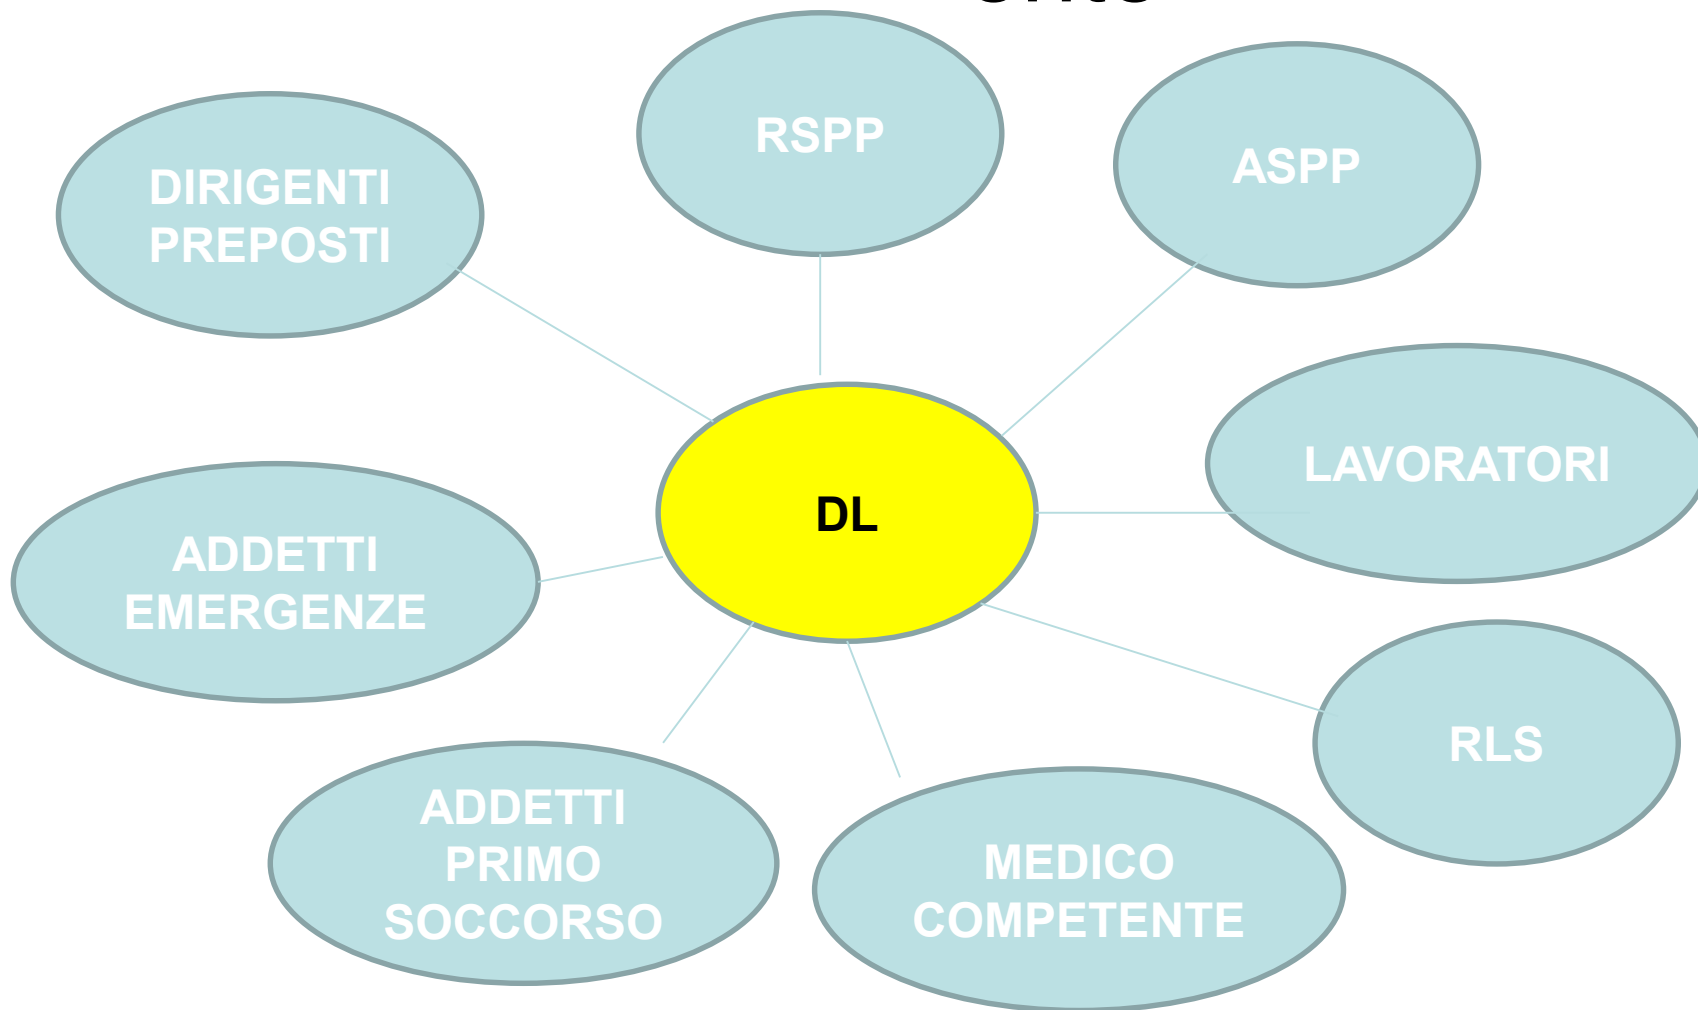 RSPP
ASPP
DIRIGENTI
PREPOSTI
LAVORATORI
DL
ADDETTI
EMERGENZE
RLS
ADDETTI
PRIMO
SOCCORSO
MEDICO
COMPETENTE